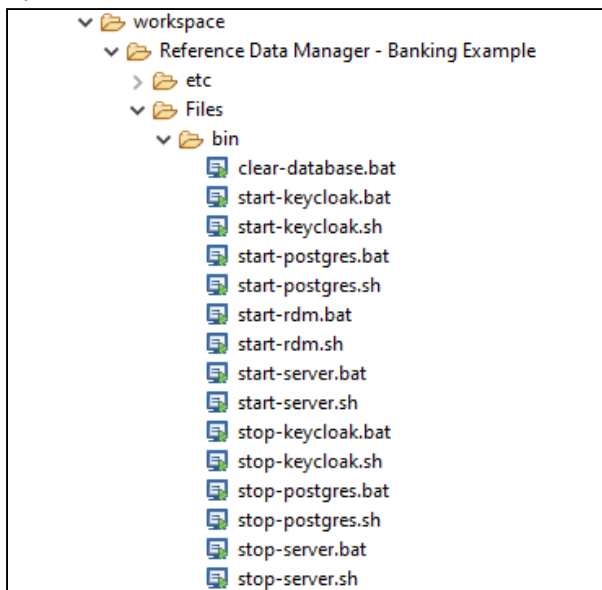 workspace
Reference Data Manager - Banking Example
etc
Files
bin
clear-database.bat
start-keycloak.bat
start-keycloak.sh
start-postgres.bat
start-postgres.sh
start-rdm.bat
start-rdm.sh
start-server.bat
start-server.sh
stop-keycloak.bat
stop-keycloak.sh
stop-postgres.bat
stop-postgres.sh
stop-server.bat
stop-server.sh